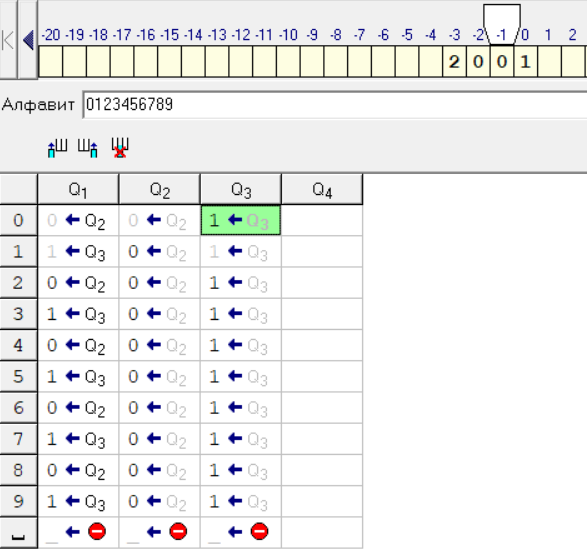 -20 -19 -18 -17 -16 -15 -14 -13 -12 -11 -10 -9 -8 -7 -6 -5 -4 -3 -2 -1 0 1 2
2 0 0 1
Алфавит 0123456789
Q1 Q2 Q3 Q4
0 0 ← Q2 0 ← Q2 1 ← Q3
1 1 ← Q3 0 ← Q2 1 ← Q3
2 0 ← Q2 0 ← Q2 1 ← Q3
3 1 ← Q3 0 ← Q2 1 ← Q3
4 0 ← Q2 0 ← Q2 1 ← Q3
5 1 ← Q3 0 ← Q2 1 ← Q3
6 0 ← Q2 0 ← Q2 1 ← Q3
7 1 ← Q3 0 ← Q2 1 ← Q3
8 0 ← Q2 0 ← Q2 1 ← Q3
9 1 ← Q3 0 ← Q2 1 ← Q3
␣ _ ← _ ← _ ←